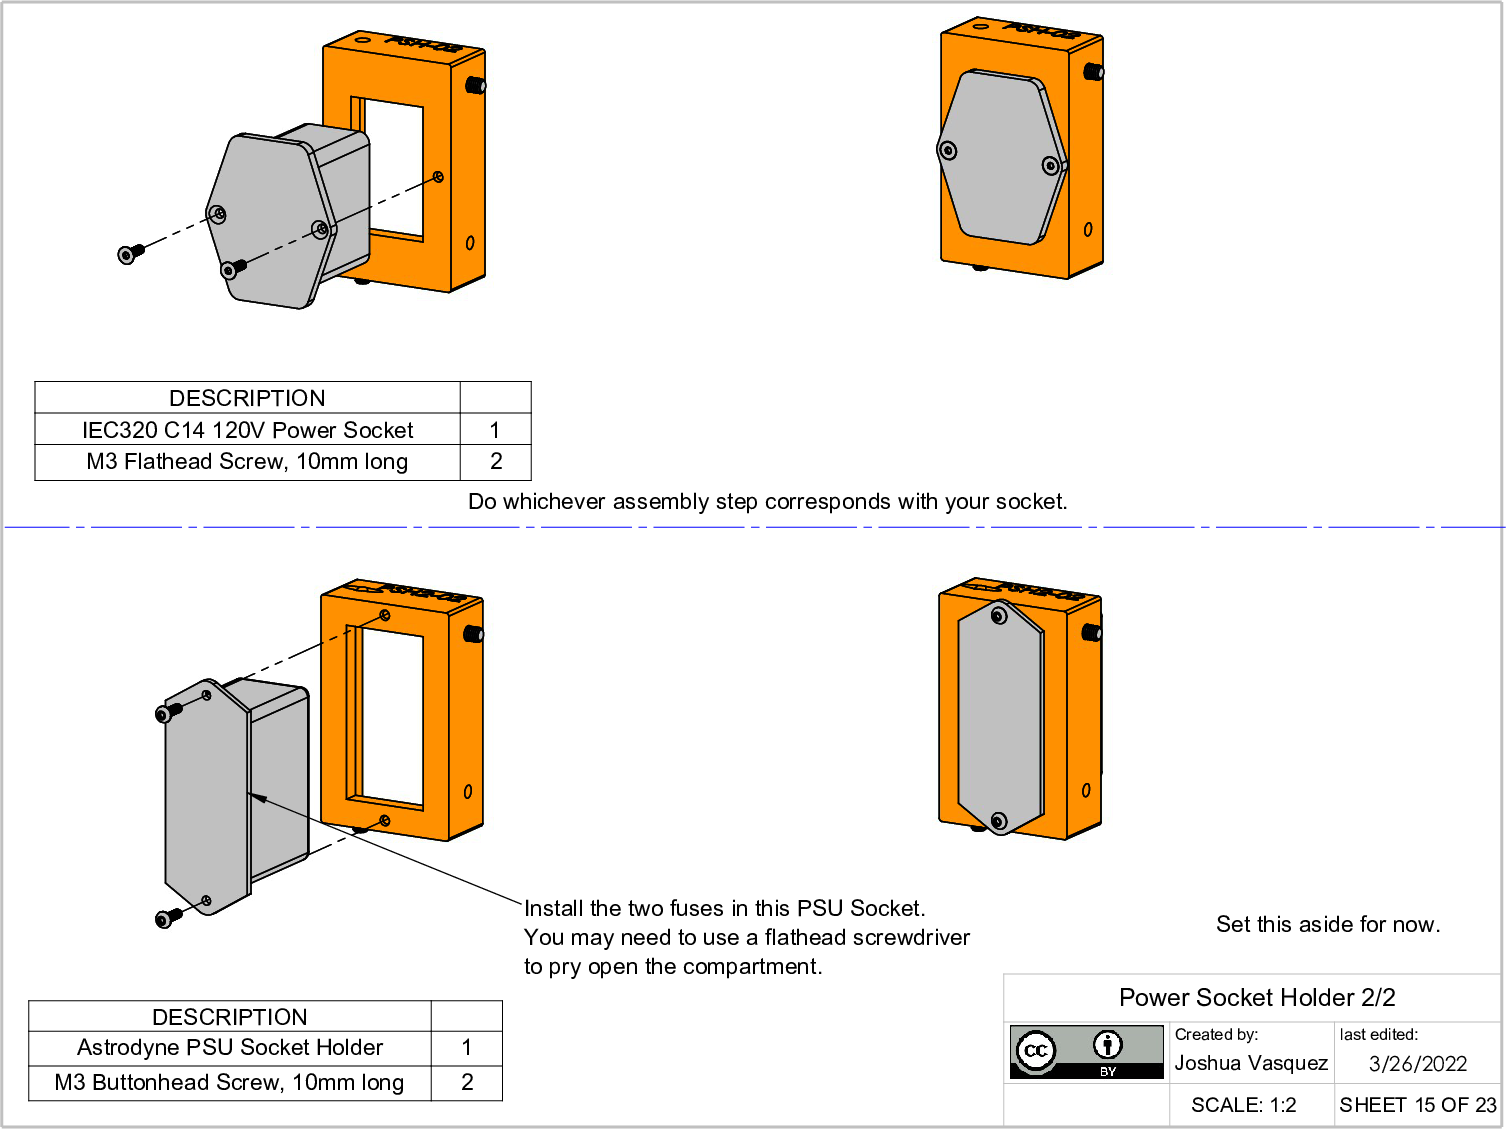 PSH-02
PSH-02
DESCRIPTION
IEC320 C14 120V Power Socket 1
M3 Flathead Screw, 10mm long 2
Do whichever assembly step corresponds with your socket.
Install the two fuses in this PSU Socket.
You may need to use a flathead screwdriver
to pry open the compartment.
Set this aside for now.
DESCRIPTION
Astrodyne PSU Socket Holder 1
M3 Buttonhead Screw, 10mm long 2
Power Socket Holder 2/2
cc
BY
Created by:
Joshua Vasquez
last edited:
3/26/2022
SCALE: 1:2
SHEET 15 OF 23